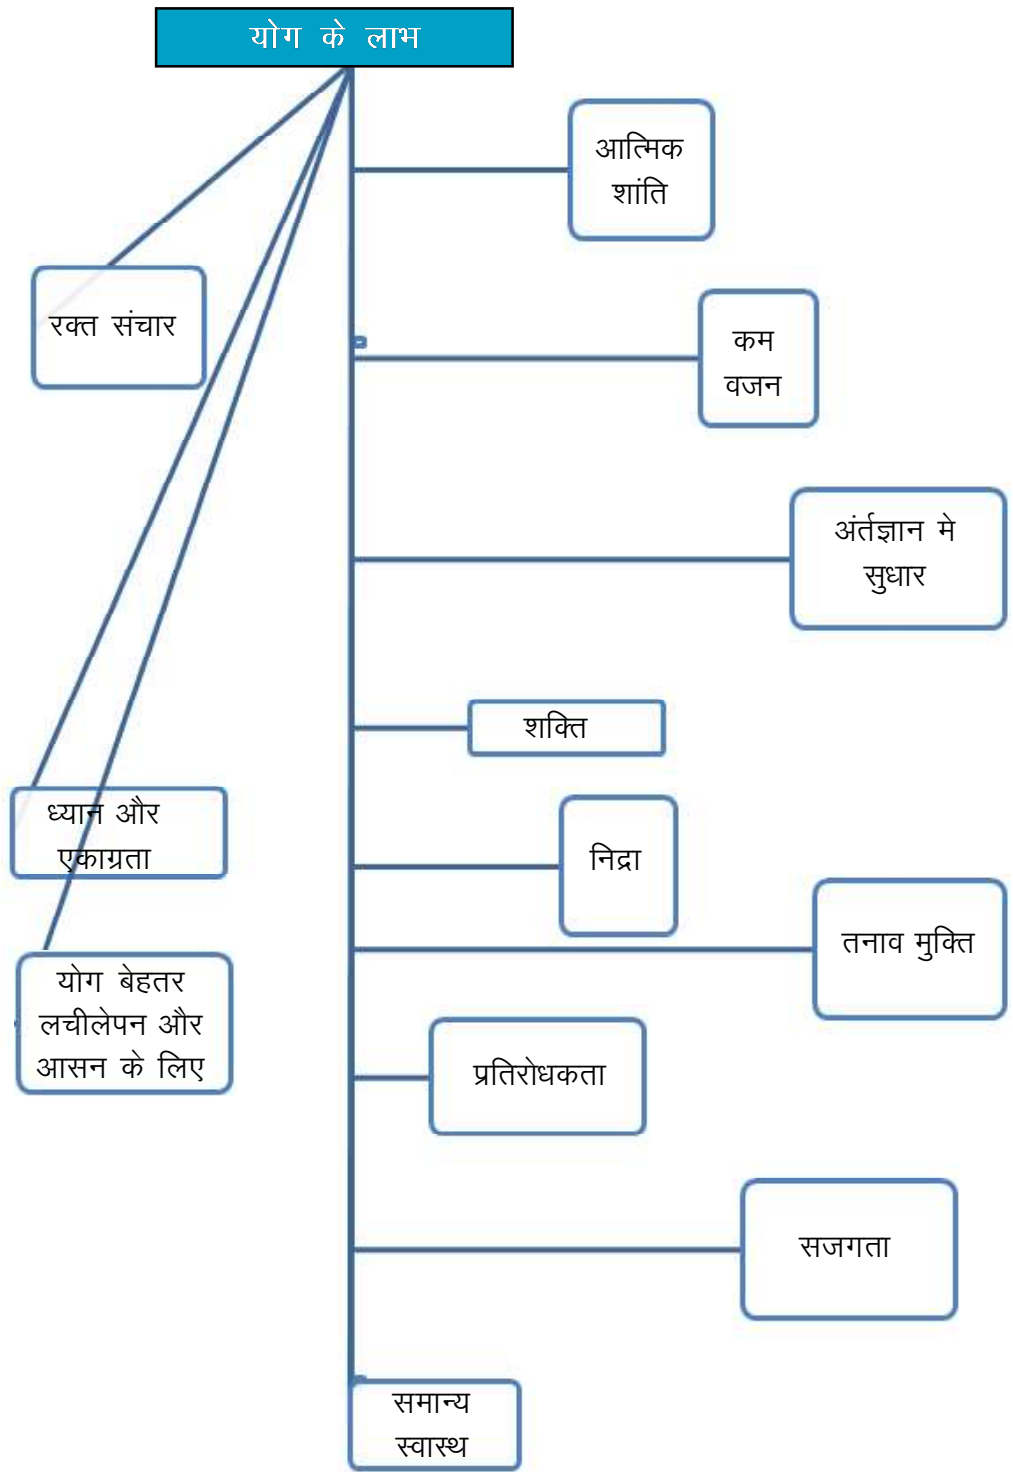 योग के लाभ
आत्मिक
शांति
रक्त संचार
कम
वजन
अंर्तज्ञान मे
सुधार
शक्ति
ध्यान और
एकाग्रता
निद्रा
तनाव मुक्ति
योग बेहतर
लचीलेपन और
आसन के लिए
प्रतिरोधकता
सजगता
समान्य
स्वास्थ